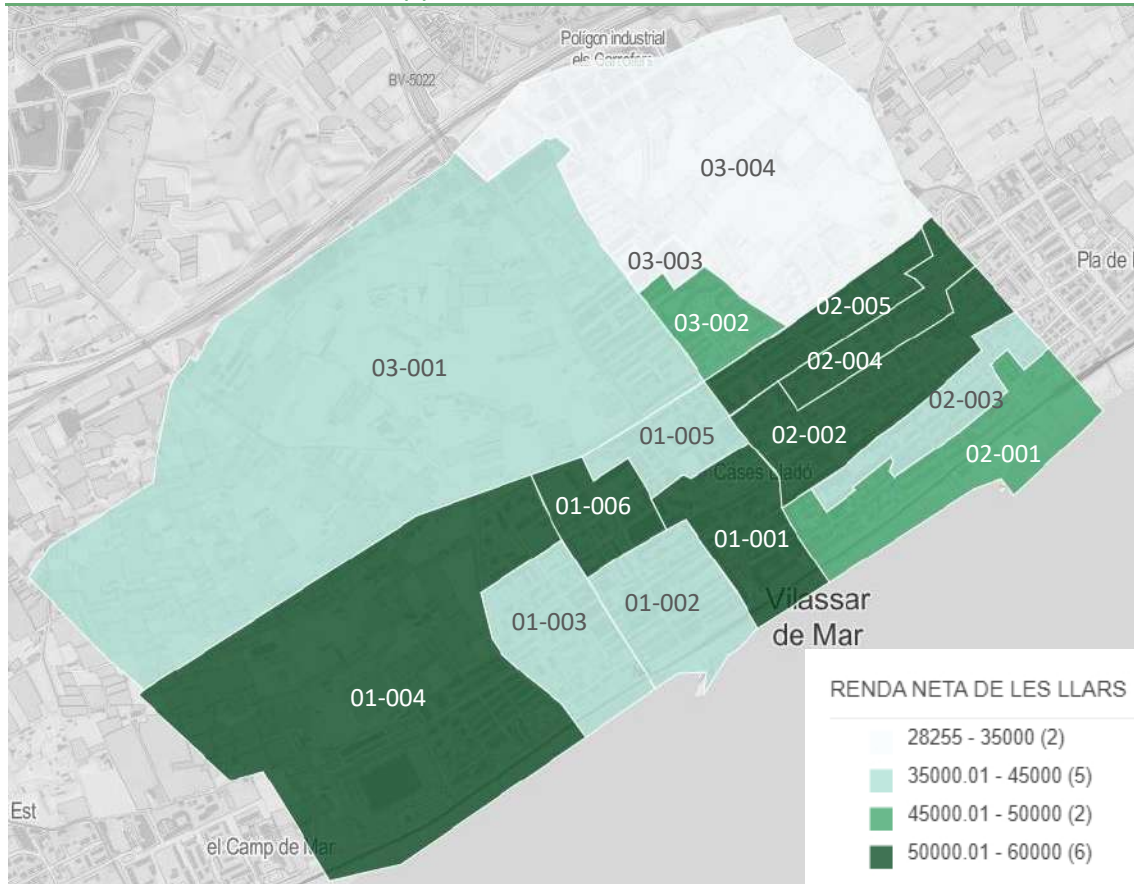 Polígon industrial
els Garrofers
BV-5022
03-004
Pla de
03-003
02-005
03-002
02-004
03-001
02-003
01-005
02-002
02-001
Cases Lladó
01-006
01-001
Vilassar
de Mar
01-002
01-003
01-004
Est
el Camp de Mar
RENDA NETA DE LES LLARS
28255 - 35000 (2)
35000.01 - 45000 (5)
45000.01 - 50000 (2)
50000.01 - 60000 (6)